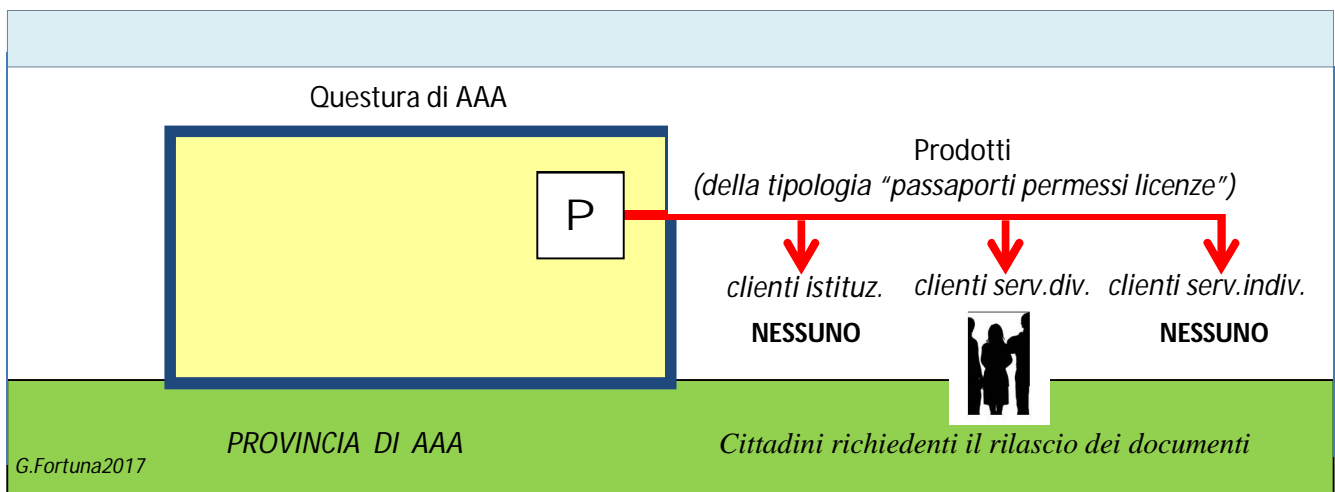 Questura di AAA
Prodotti
(della tipologia “passaporti permessi licenze”)
P
clienti istituz.
clienti serv.div.
clienti serv.indiv.
NESSUNO
NESSUNO
PROVINCIA DI AAA
Cittadini richiedenti il rilascio dei documenti
G.Fortuna2017